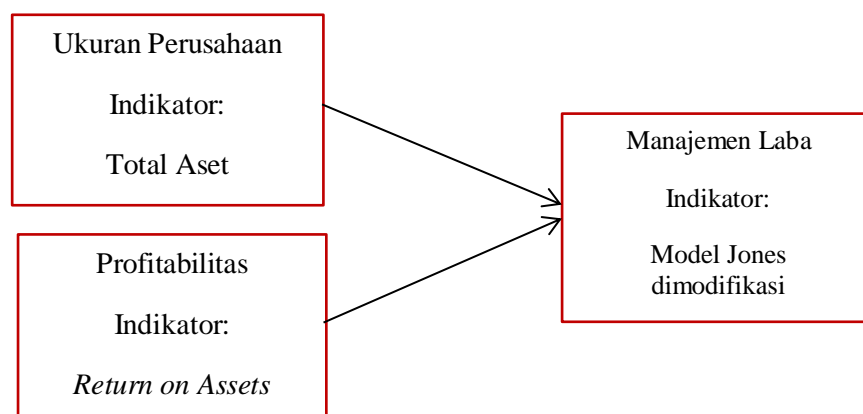 Ukuran Perusahaan
Indikator:
Total Aset
Profitabilitas
Indikator:
Return on Assets
Manajemen Laba
Indikator:
Model Jones
dimodifikasi